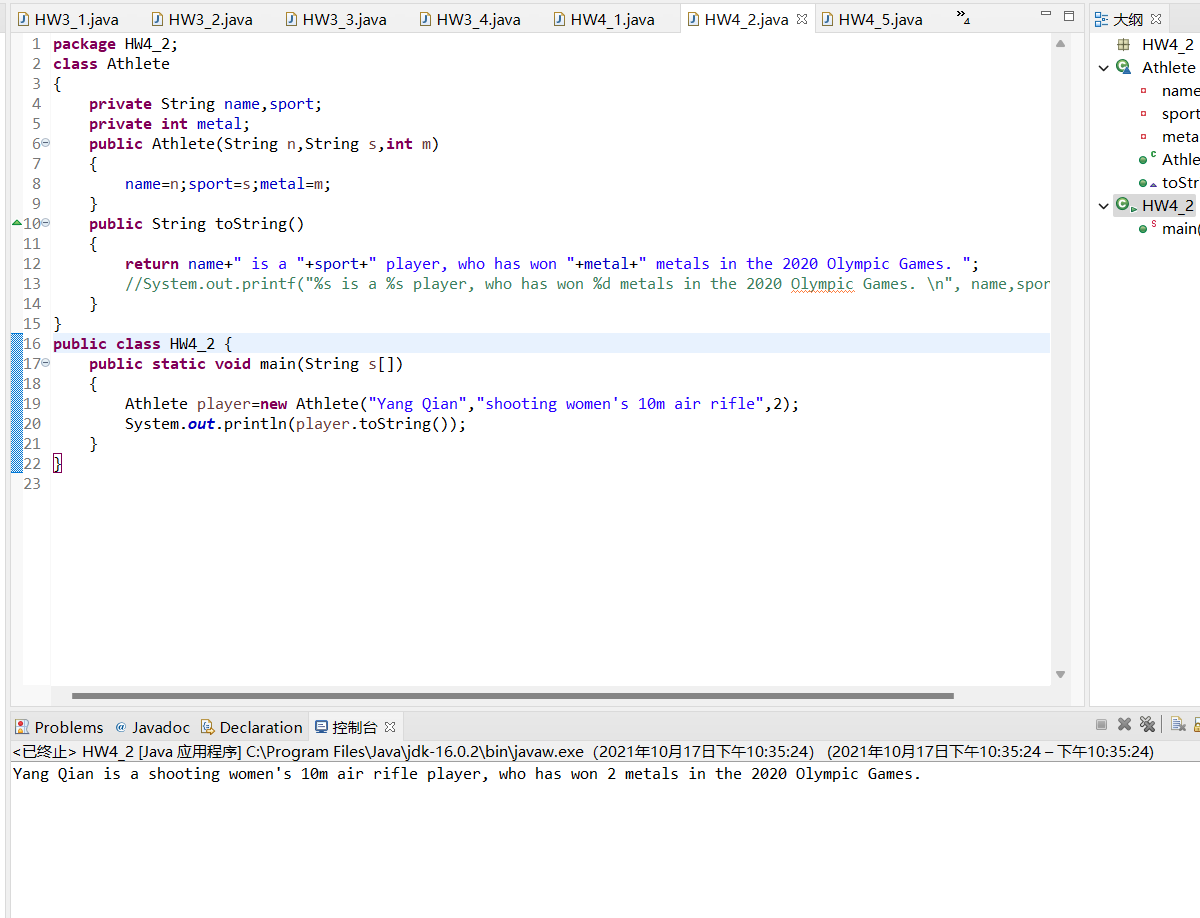 HW3_1.java HW3_2.java HW3_3.java HW3_4.java HW4_1.java HW4_2.java HW4_5.java »4 大纲
1 package HW4_2;
2 class Athlete
3 {
4 private String name,sport;
5 private int metal;
6 public Athlete(String n,String s,int m)
7 {
8 name=n;sport=s;metal=m;
9 }
10 public String toString()
11 {
12 return name+" is a "+sport+" player, who has won "+metal+" metals in the 2020 Olympic Games. ";
13 //System.out.printf("%s is a %s player, who has won %d metals in the 2020 Olympic Games. \n", name,spor
14 }
15 }
16 public class HW4_2 {
17 public static void main(String s[])
18 {
19 Athlete player=new Athlete("Yang Qian","shooting women's 10m air rifle",2);
20 System.out.println(player.toString());
21 }
22 }
23
HW4_2
Athlete
name
sport
meta
Athle
toStr
HW4_2
main(
Problems @ Javadoc Declaration 控制台
<已终止> HW4_2 [Java 应用程序] C:\Program Files\Java\jdk-16.0.2\bin\javaw.exe（2021年10月17日下午10:35:24）（2021年10月17日下午10:35:24 – 下午10:35:24）
Yang Qian is a shooting women's 10m air rifle player, who has won 2 metals in the 2020 Olympic Games.